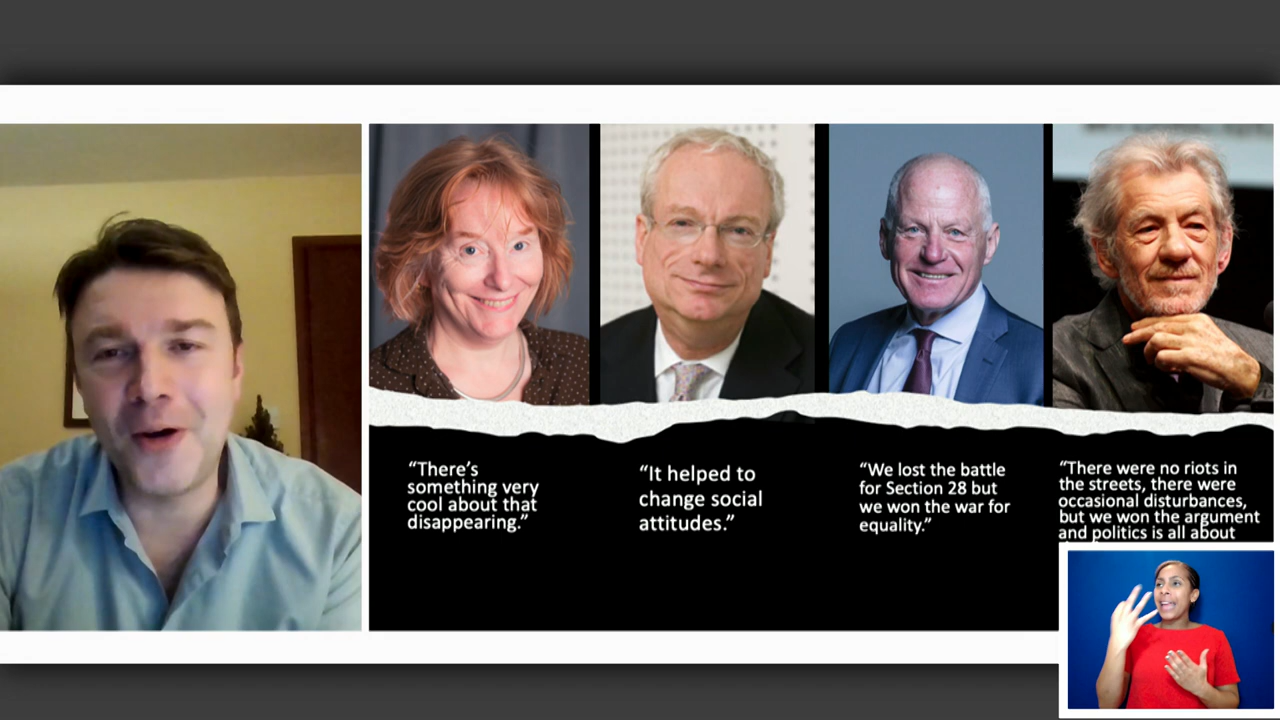 “There’s
something very
cool about that
disappearing.”
“It helped to
change social
attitudes.”
“We lost the battle
for Section 28 but
we won the war for
equality.”
“There were no riots in
the streets, there were
occasional disturbances,
but we won the argument
and politics is all about